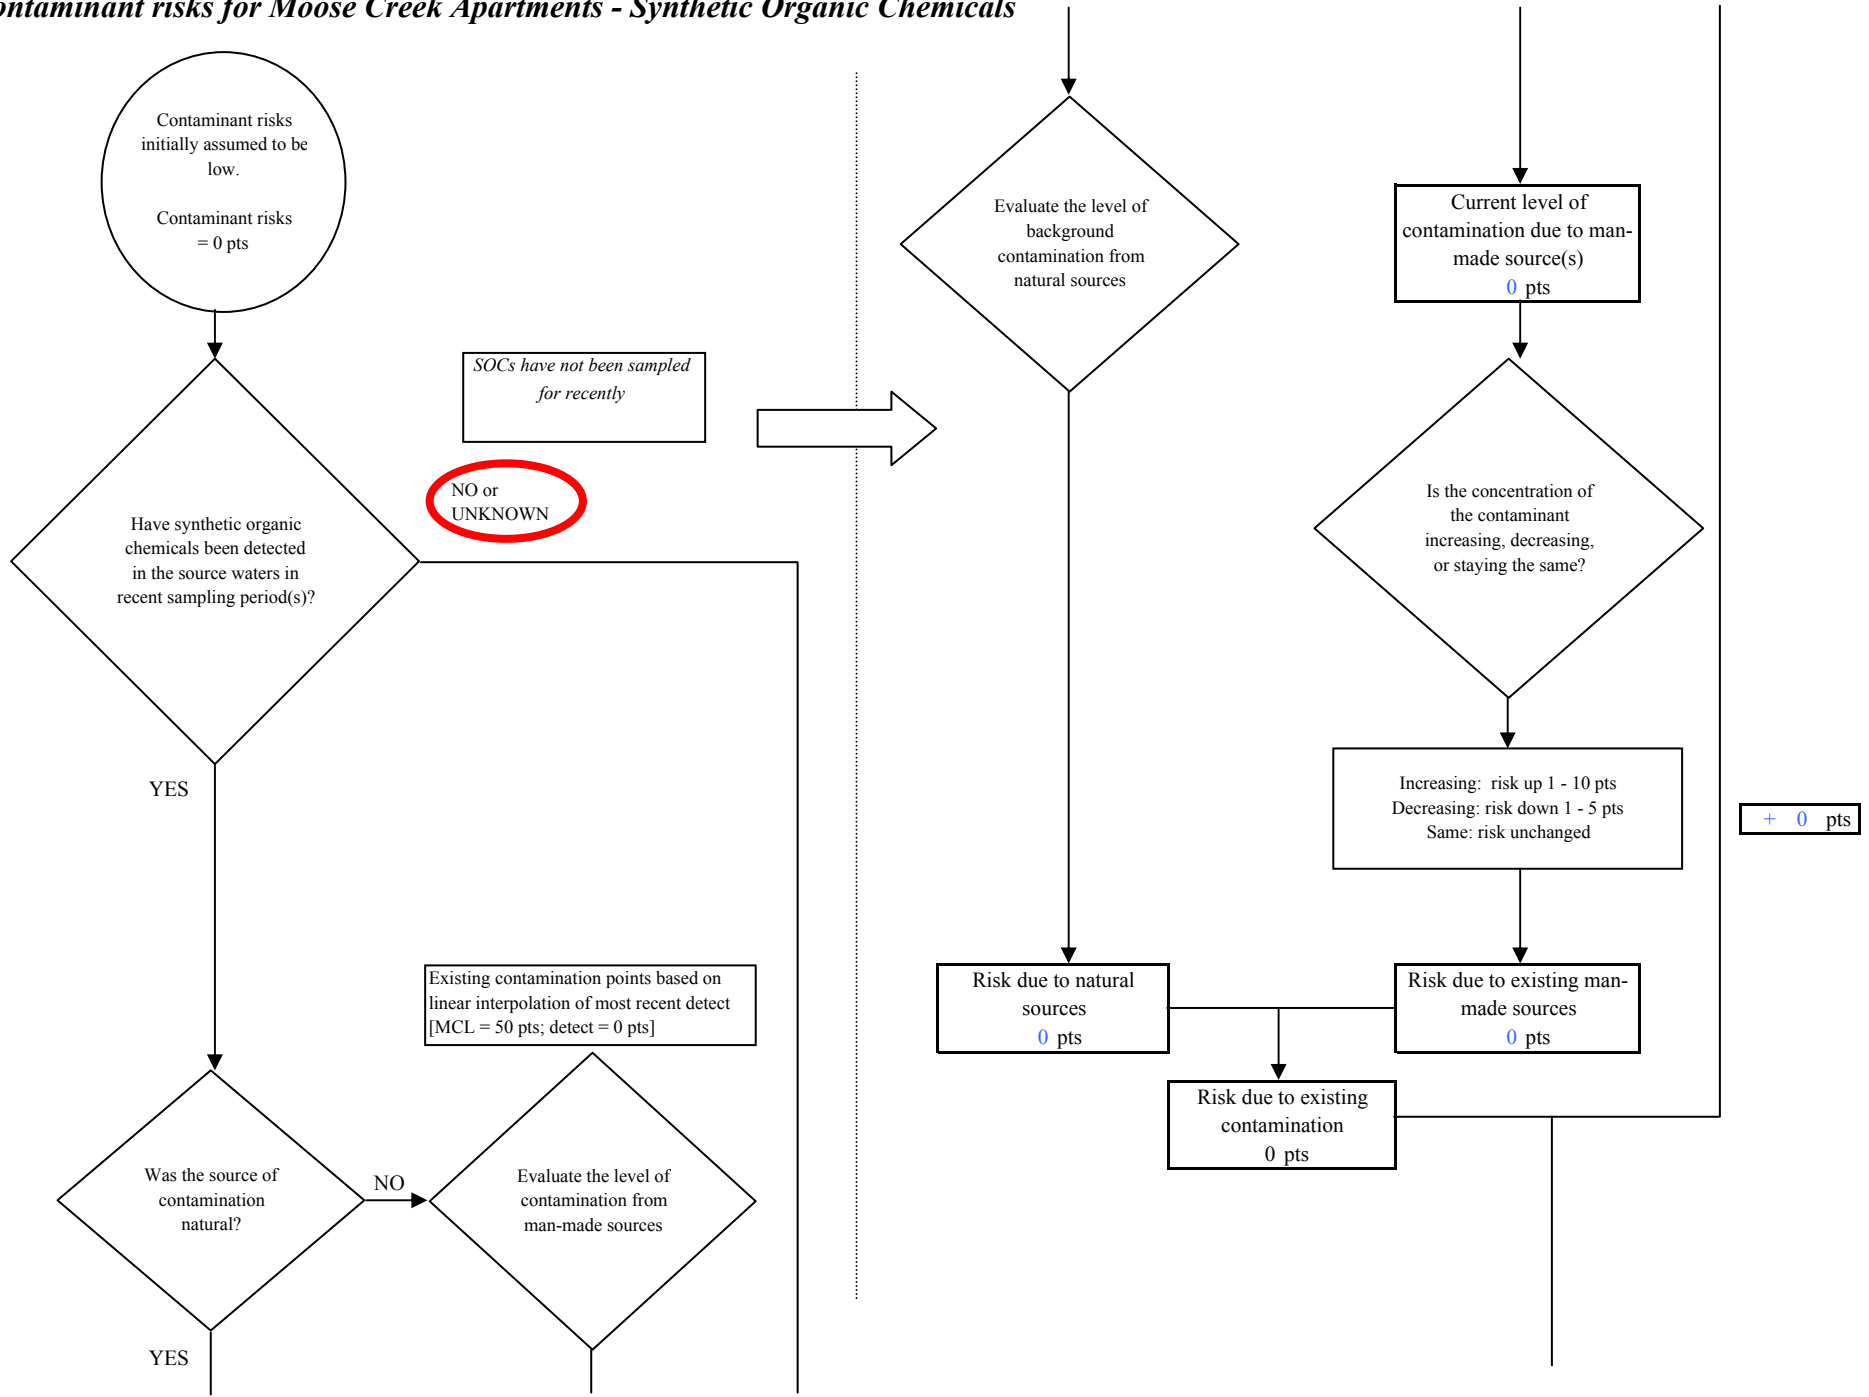 ontaminant risks for Moose Creek Apartments - Synthetic Organic Chemicals
Contaminant risks
initially assumed to be
low.
Contaminant risks
= 0 pts
SOCs have not been sampled
for recently
NO or
UNKNOWN
Have synthetic organic
chemicals been detected
in the source waters in
recent sampling period(s)?
YES
Existing contamination points based on
linear interpolation of most recent detect
[MCL = 50 pts; detect = 0 pts]
Was the source of
contamination
natural?
NO
Evaluate the level of
contamination from
man-made sources
YES
Evaluate the level of
background
contamination from
natural sources
Current level of
contamination due to man-
made source(s)
0 pts
Is the concentration of
the contaminant
increasing, decreasing,
or staying the same?
Increasing: risk up 1 - 10 pts
Decreasing: risk down 1 - 5 pts
Same: risk unchanged
+ 0 pts
Risk due to natural
sources
0 pts
Risk due to existing man-
made sources
0 pts
Risk due to existing
contamination
0 pts